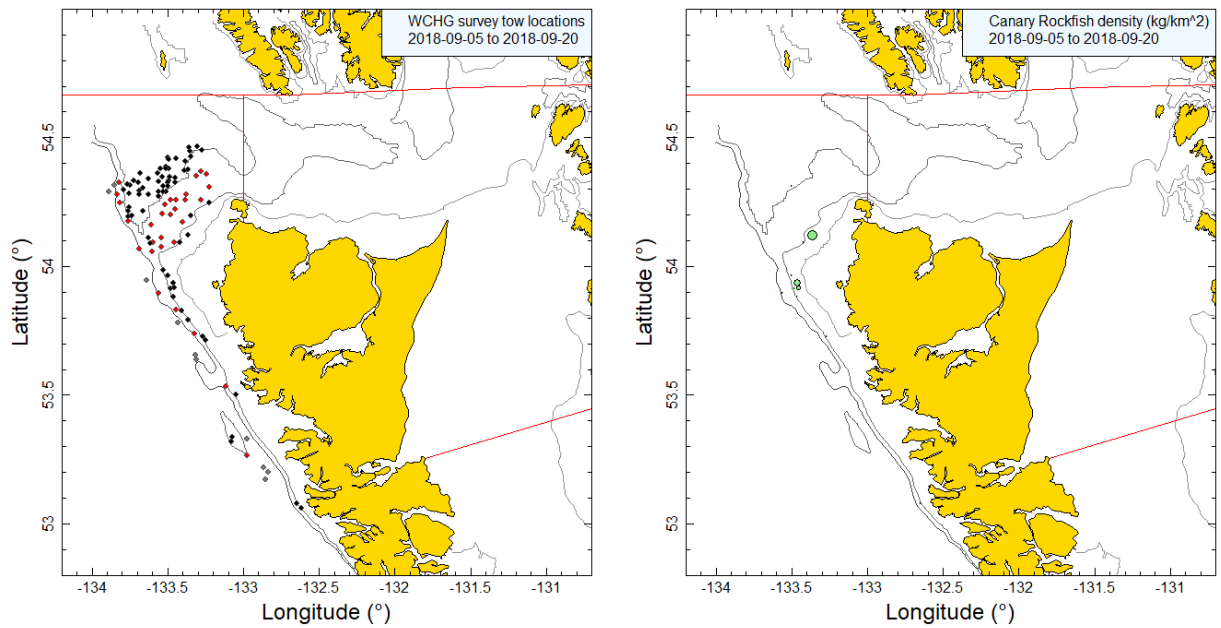 WCHG survey tow locations
2018-09-05 to 2018-09-20
54.5
54
53.5
53
Latitude (°)
-134
-133.5
-133
-132.5
-132
-131.5
-131
Longitude (°)
Canary Rockfish density (kg/km^2)
2018-09-05 to 2018-09-20
54.5
54
53.5
53
Latitude (°)
-134
-133.5
-133
-132.5
-132
-131.5
-131
Longitude (°)